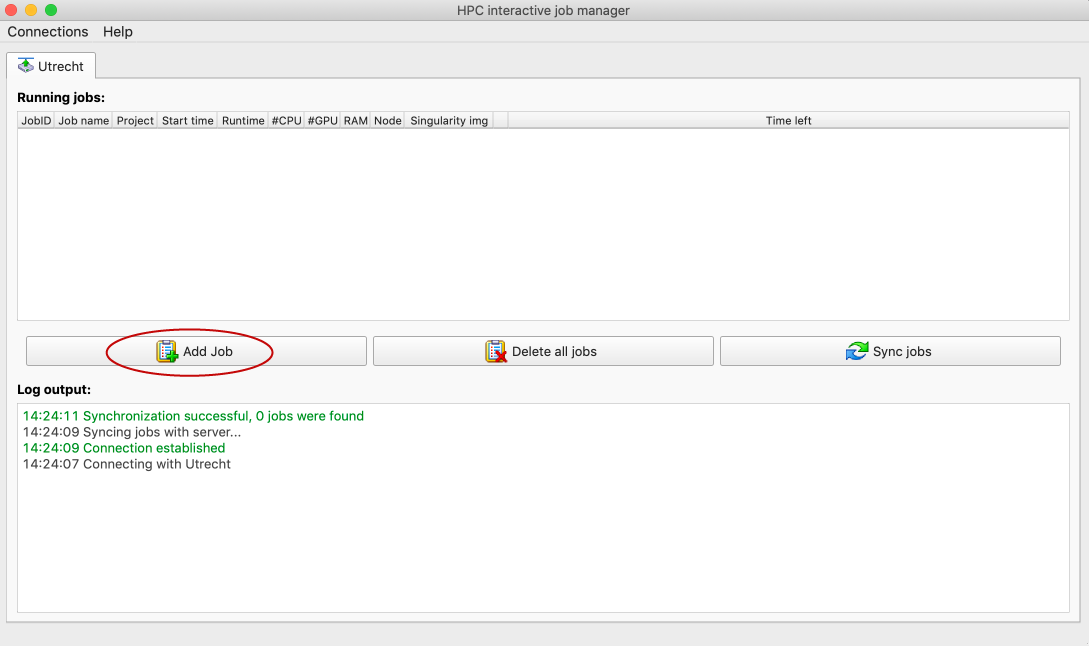 HPC interactive job manager
Connections Help
Utrecht
Running jobs:
JobID Job name Project Start time Runtime #CPU #GPU RAM Node Singularity img Time left
Add Job Delete all jobs Sync jobs
Log output:
14:24:11 Synchronization successful, 0 jobs were found
14:24:09 Syncing jobs with server...
14:24:09 Connection established
14:24:07 Connecting with Utrecht